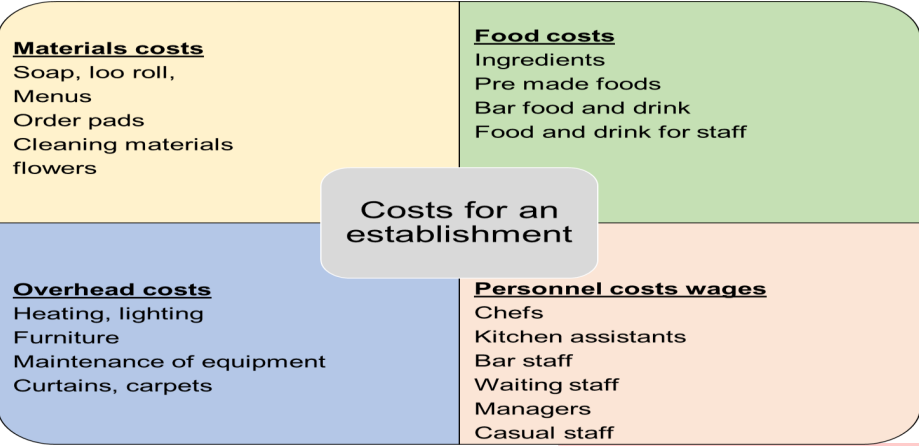 Materials costs
Soap, loo roll,
Menus
Order pads
Cleaning materials
flowers
Food costs
Ingredients
Pre made foods
Bar food and drink
Food and drink for staff
Costs for an
establishment
Overhead costs
Heating, lighting
Furniture
Maintenance of equipment
Curtains, carpets
Personnel costs wages
Chefs
Kitchen assistants
Bar staff
Waiting staff
Managers
Casual staff